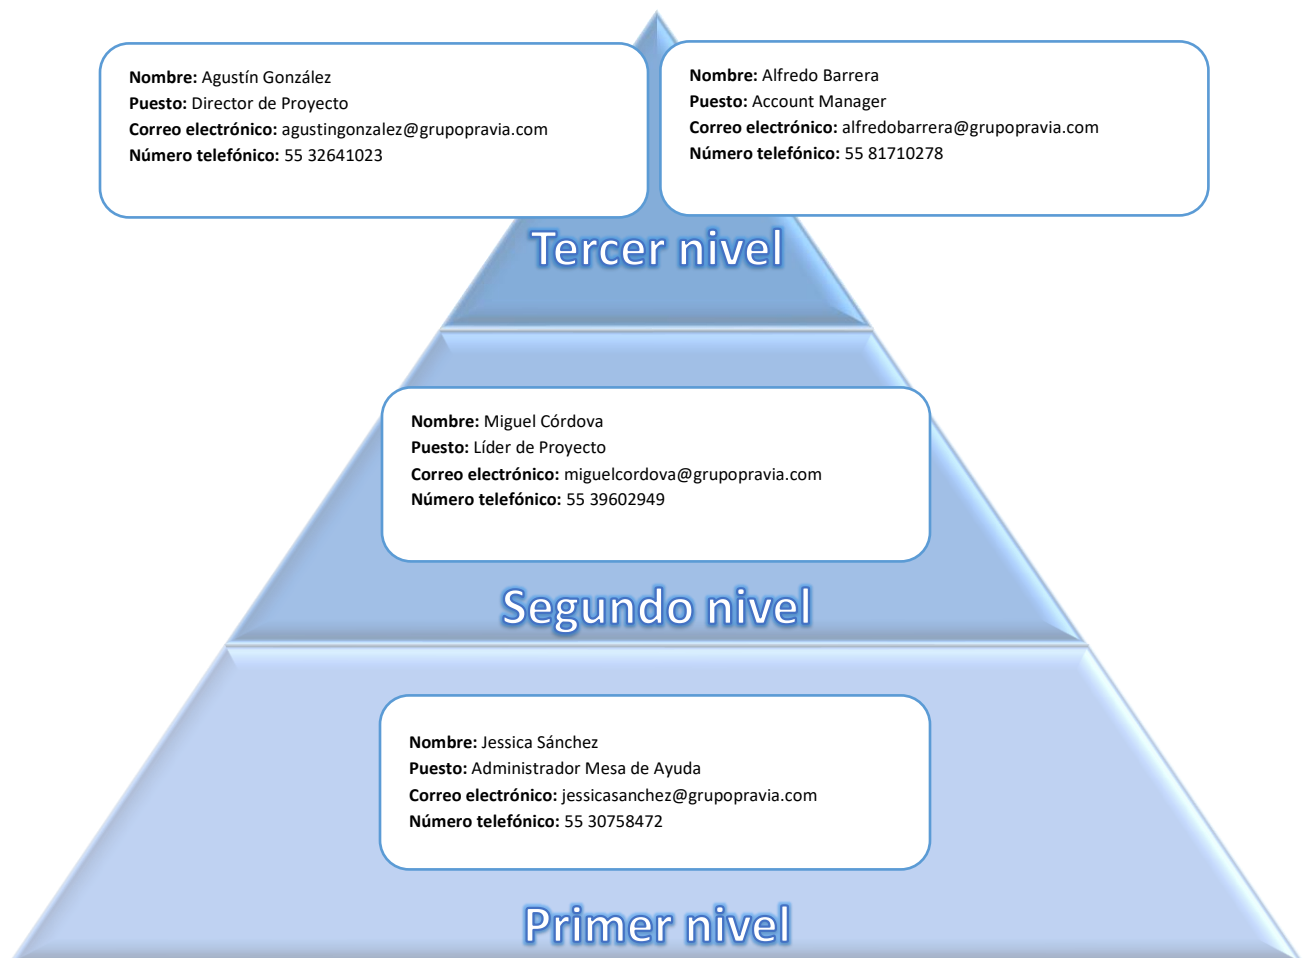 Nombre: Agustín González
Puesto: Director de Proyecto
Correo electrónico: agustingonzalez@grupopravia.com
Número telefónico: 55 32641023
Nombre: Alfredo Barrera
Puesto: Account Manager
Correo electrónico: alfredobarrera@grupopravia.com
Número telefónico: 55 81710278
Tercer nivel
Nombre: Miguel Córdova
Puesto: Líder de Proyecto
Correo electrónico: miguelcordova@grupopravia.com
Número telefónico: 55 39602949
Segundo nivel
Nombre: Jessica Sánchez
Puesto: Administrador Mesa de Ayuda
Correo electrónico: jessicasanchez@grupopravia.com
Número telefónico: 55 30758472
Primer nivel